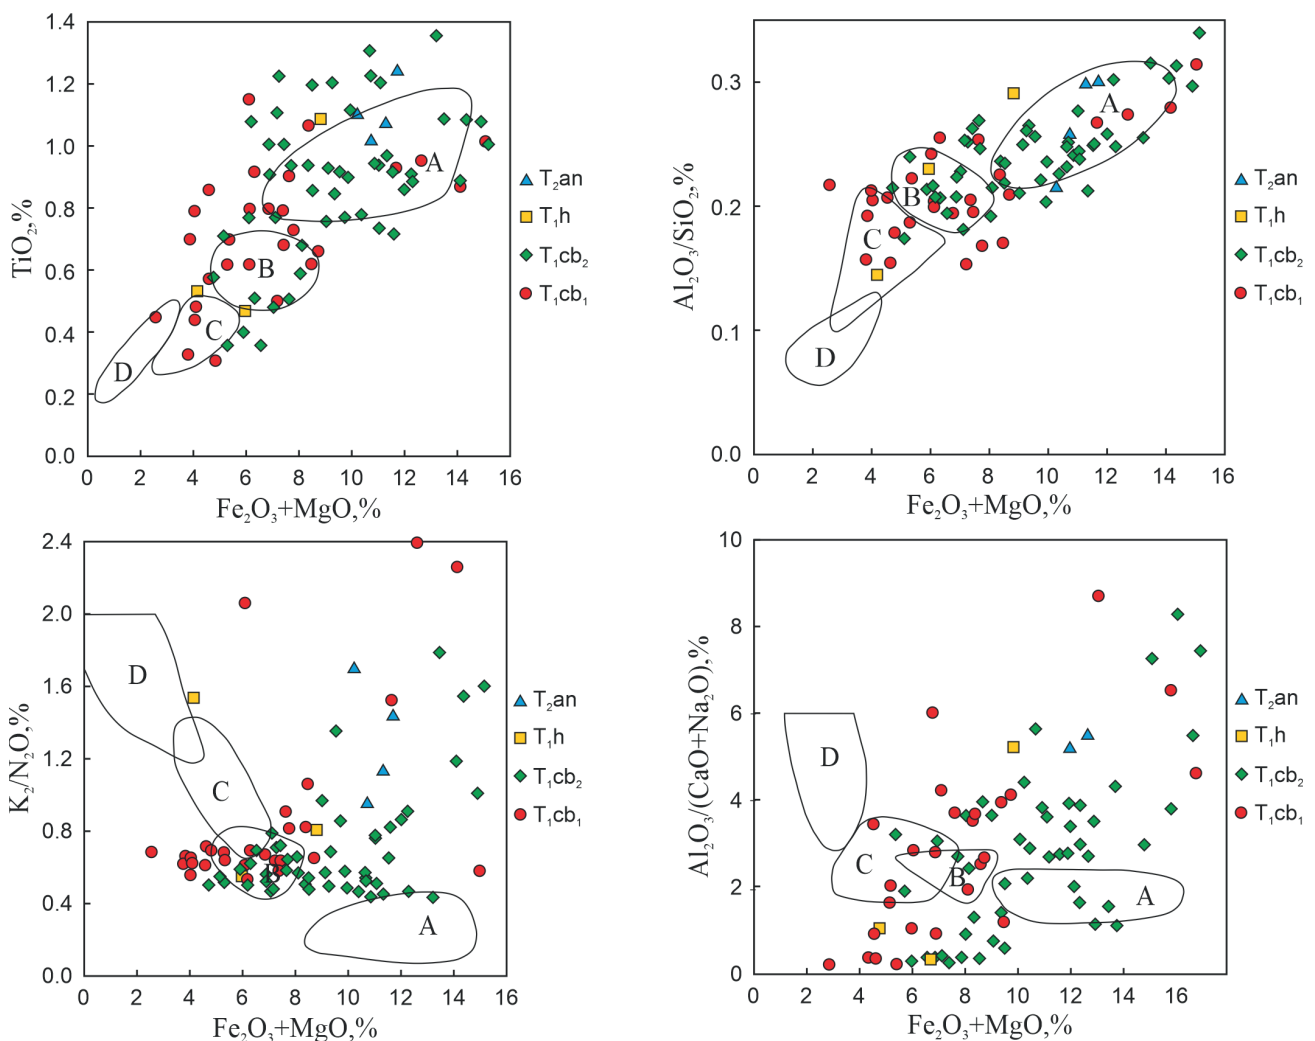 1.4
1.2
1.0
0.8
0.6
0.4
0.2
0.0
TiO₂,%
0 2 4 6 8 10 12 14 16
Fe₂O₃+MgO,%
A
B
C
D
T₂an
T₁h
T₁cb₂
T₁cb₁
0.3
0.2
0.1
0.0
Al₂O₃/SiO₂,%
0 2 4 6 8 10 12 14 16
Fe₂O₃+MgO,%
A
B
C
D
T₂an
T₁h
T₁cb₂
T₁cb₁
2.4
2.0
1.6
1.2
0.8
0.4
0.0
K₂/N₂O,%
0 2 4 6 8 10 12 14 16
Fe₂O₃+MgO,%
D
C
B
A
T₂an
T₁h
T₁cb₂
T₁cb₁
10
8
6
4
2
0
Al₂O₃/(CaO+Na₂O),%
0 2 4 6 8 10 12 14 16
Fe₂O₃+MgO,%
D
C
B
A
T₂an
T₁h
T₁cb₂
T₁cb₁